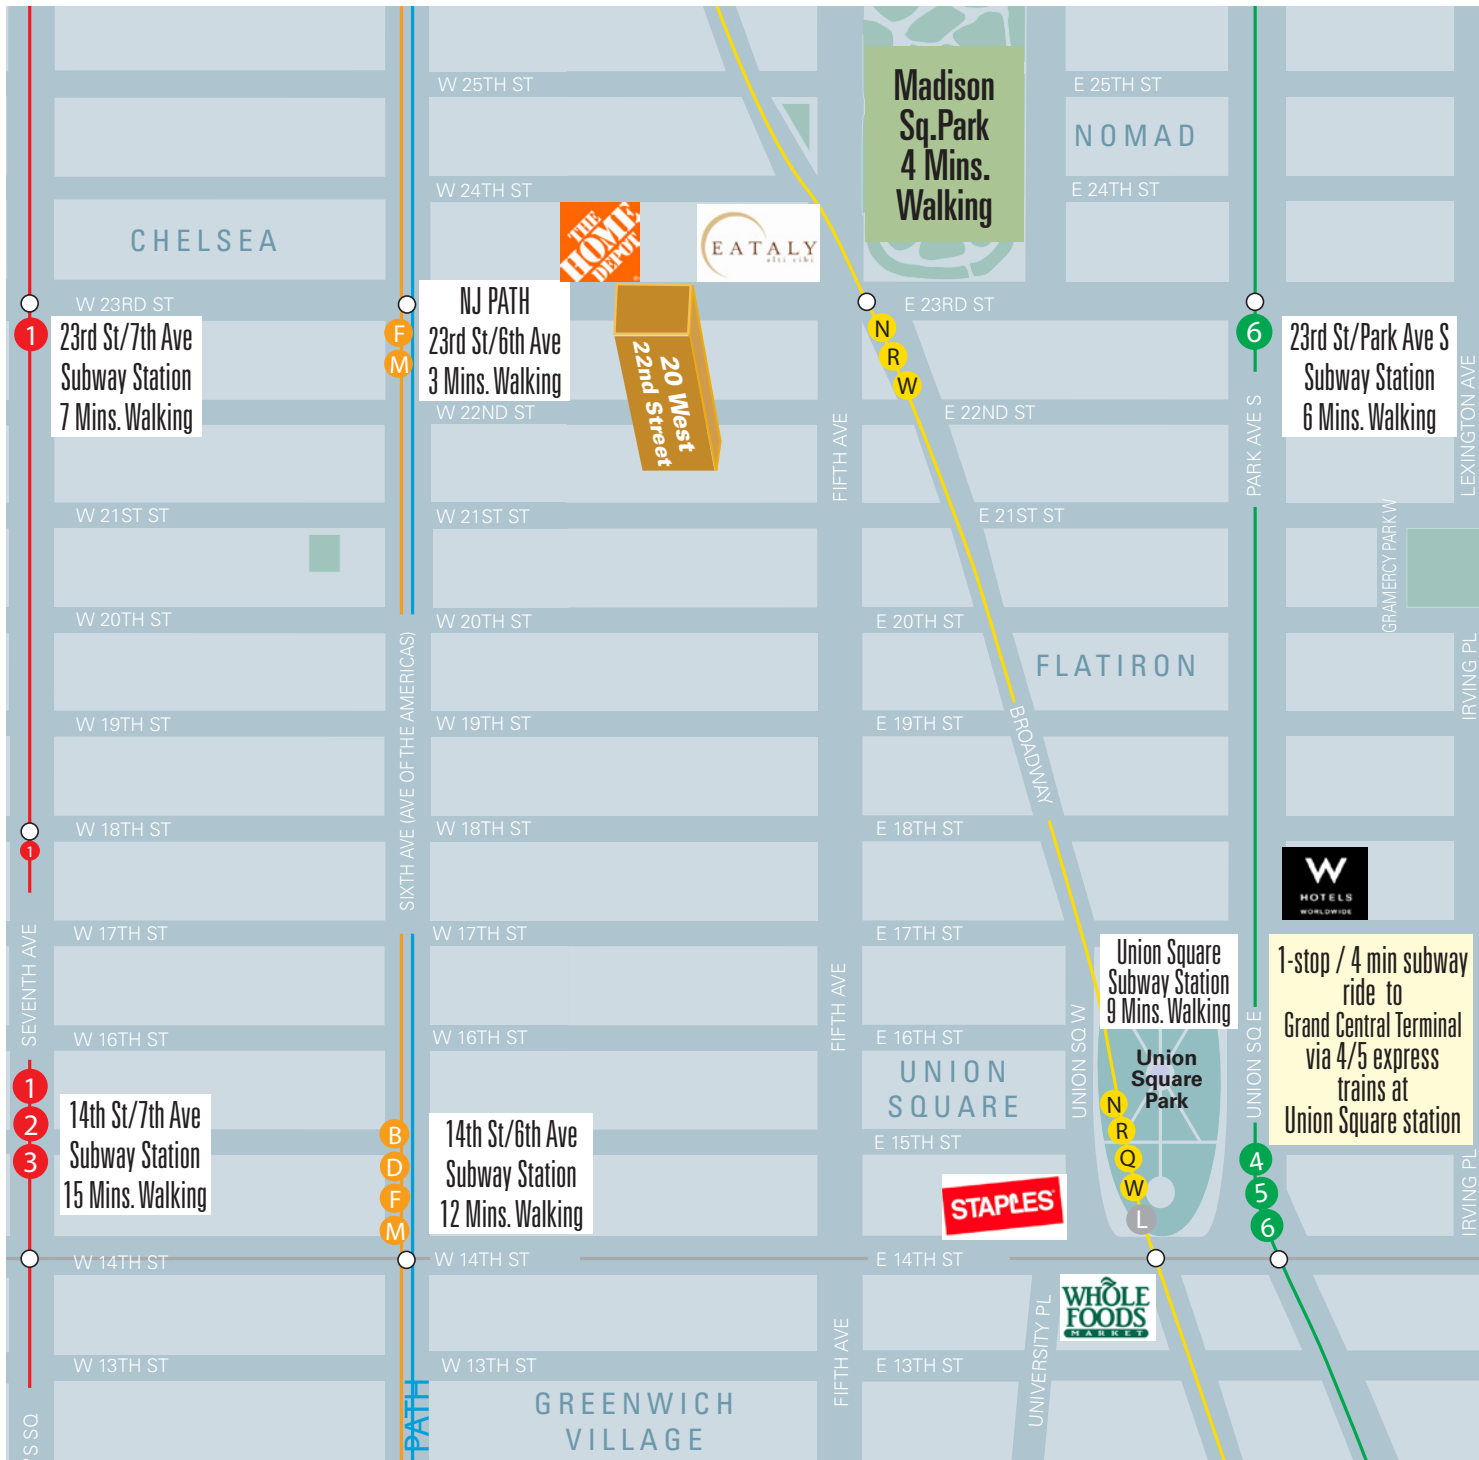 W 25TH ST
E 25TH ST
Madison
Sq.Park
4 Mins.
Walking
NOMAD
W 24TH ST
E 24TH ST
CHELSEA
THE
HOME
DEPOT
EATALY
alti cibi
W 23RD ST
E 23RD ST
1
23rd St/7th Ave
Subway Station
7 Mins. Walking
F
M
NJ PATH
23rd St/6th Ave
3 Mins. Walking
20 West
22nd Street
N
R
W
6
23rd St/Park Ave S
Subway Station
6 Mins. Walking
W 22ND ST
E 22ND ST
FIFTH AVE
PARK AVE S
LEXINGTON AVE
W 21ST ST
W 21ST ST
E 21ST ST
GRAMERCY PARK W
W 20TH ST
W 20TH ST
E 20TH ST
FLATIRON
SIXTH AVE (AVE OF THE AMERICAS)
IRVING PL
W 19TH ST
W 19TH ST
E 19TH ST
BROADWAY
W 18TH ST
W 18TH ST
E 18TH ST
1
W
HOTELS
WORLDWIDE
W 17TH ST
W 17TH ST
E 17TH ST
SEVENTH AVE
FIFTH AVE
Union Square
Subway Station
9 Mins. Walking
1-stop / 4 min subway
ride to
Grand Central Terminal
via 4/5 express
trains at
Union Square station
W 16TH ST
W 16TH ST
E 16TH ST
UNION SQ W
UNION SQ E
UNION
SQUARE
Union
Square
Park
1
2
3
14th St/7th Ave
Subway Station
15 Mins. Walking
B
D
F
M
14th St/6th Ave
Subway Station
12 Mins. Walking
E 15TH ST
N
R
Q
W
L
4
5
6
IRVING PL
STAPLES
W 14TH ST
W 14TH ST
E 14TH ST
WHOLE
FOODS
MARKET
UNIVERSITY PL
FIFTH AVE
W 13TH ST
W 13TH ST
E 13TH ST
PATH
GREENWICH
VILLAGE
S SQ